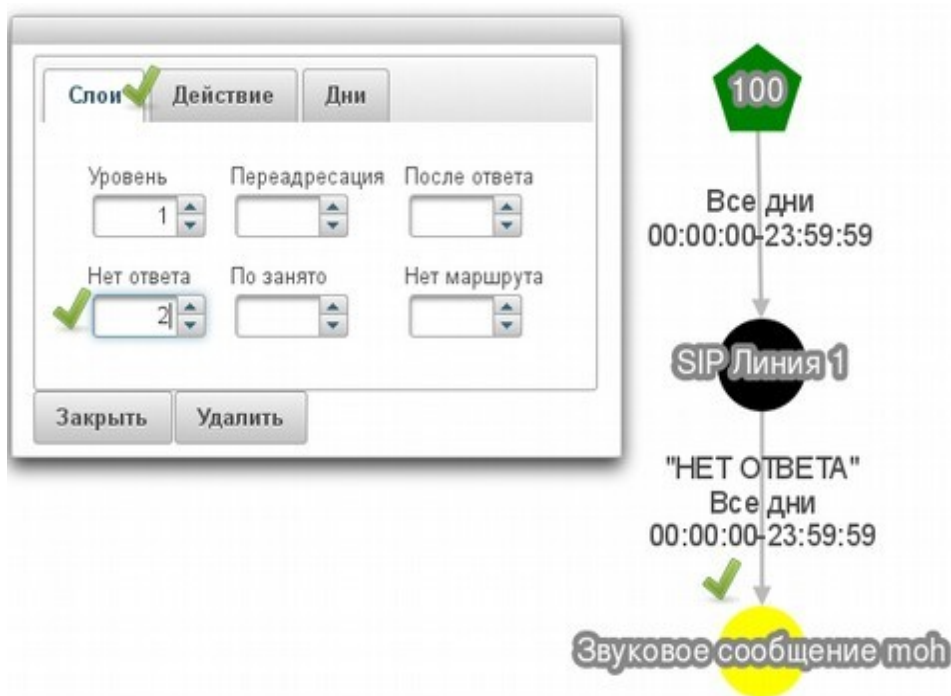 Слои Действие Дни
Уровень Переадресация После ответа
1
Нет ответа По занято Нет маршрута
2
Закрыть Удалить
100
Все дни
00:00:00-23:59:59
SIP Линия 1
"НЕТ ОТВЕТА"
Все дни
00:00:00-23:59:59
Звуковое сообщение moh